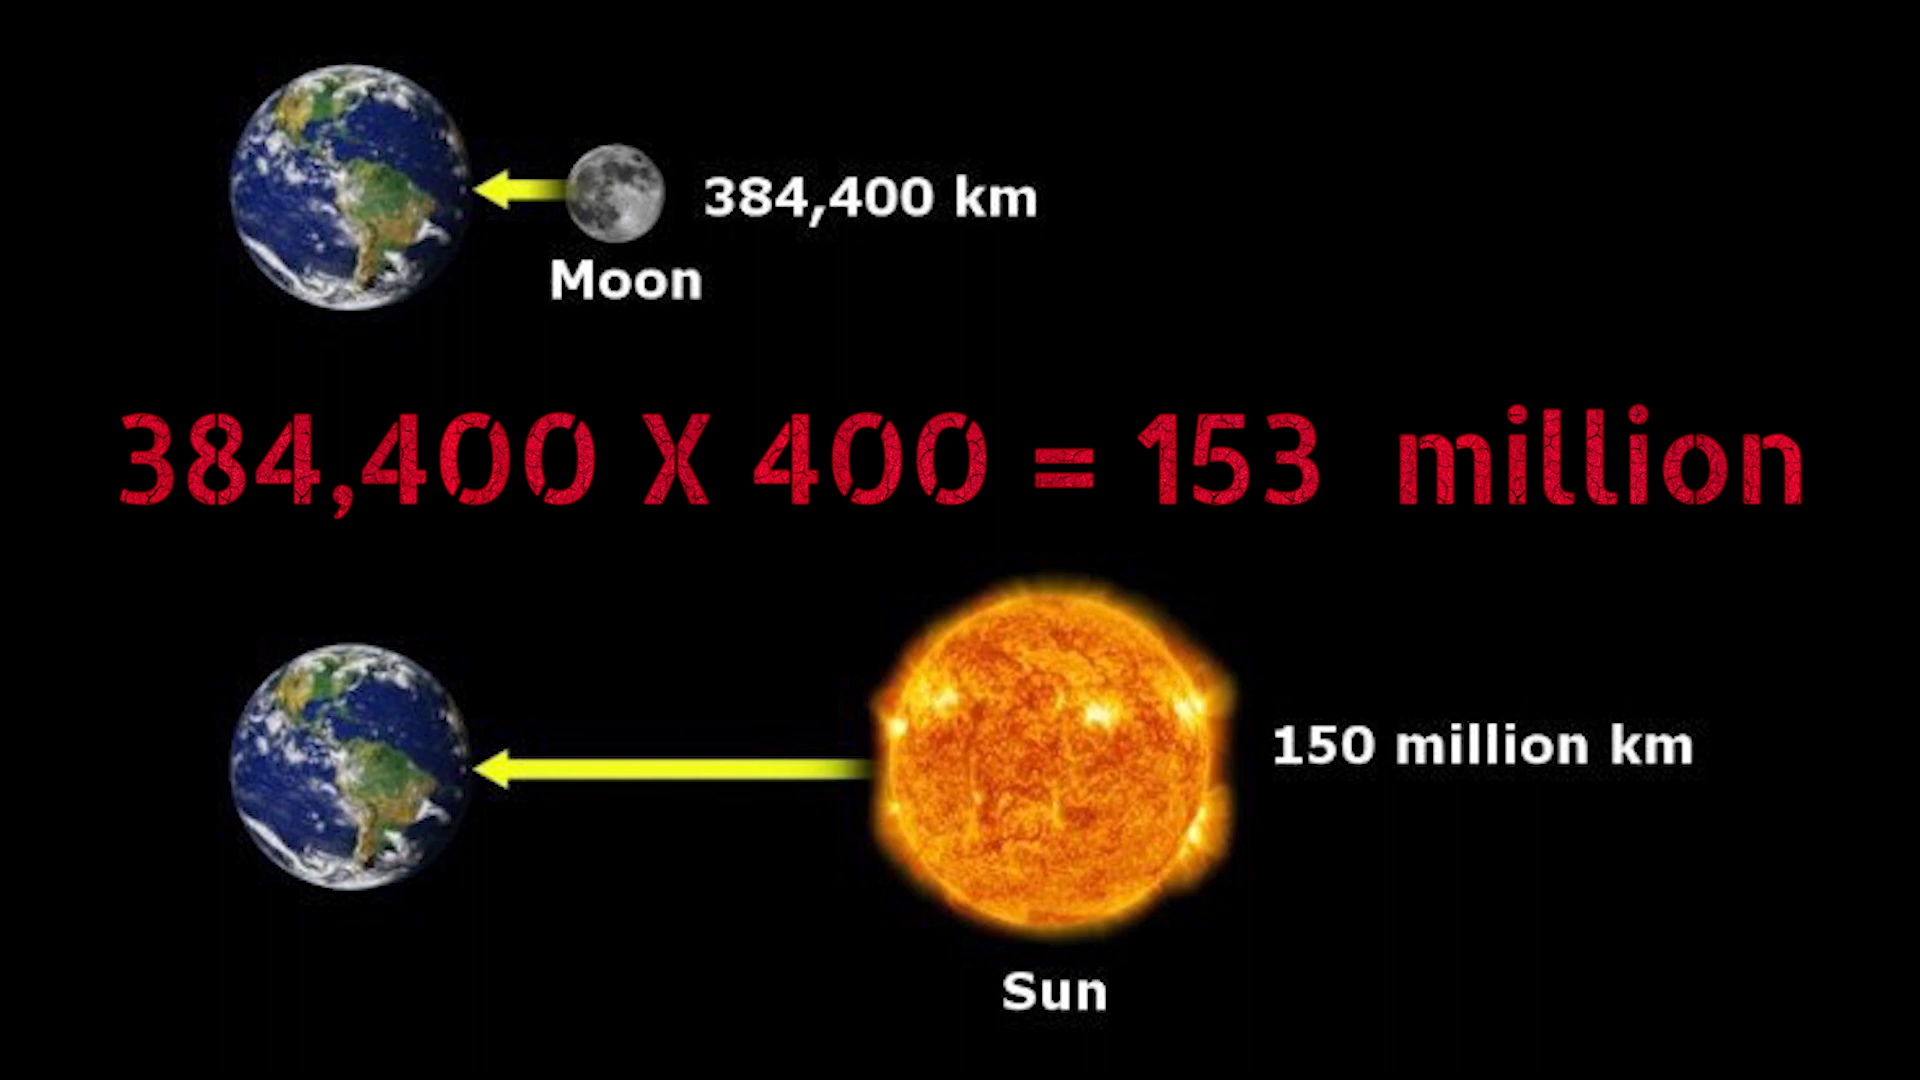 384,400 km
Moon
384,400 X 400 = 153 million
150 million km
Sun